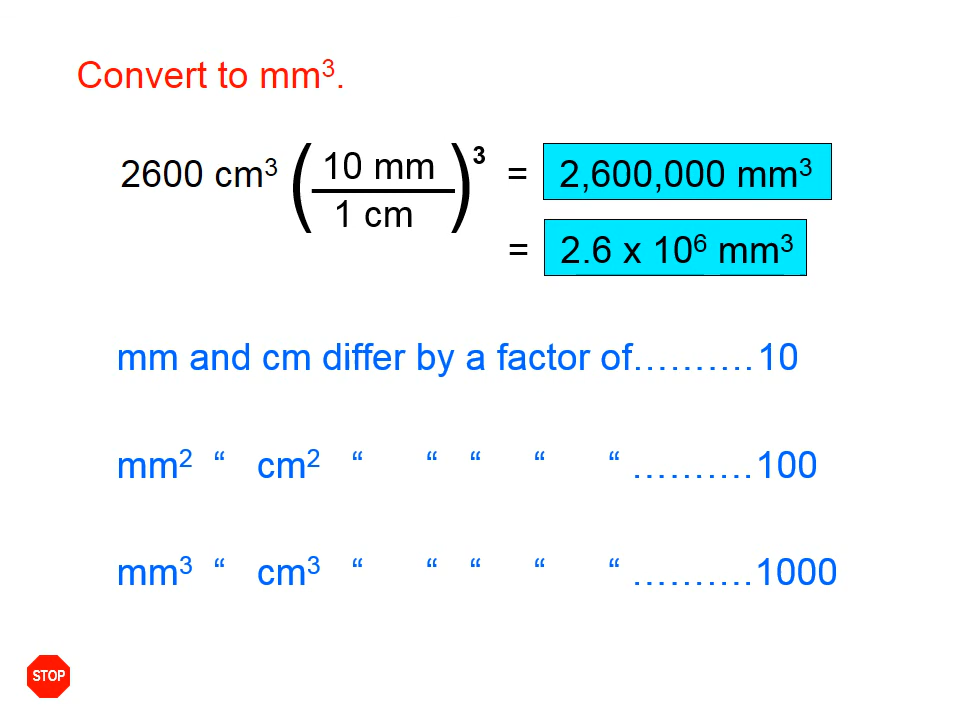 Convert to mm³.
2600 cm³ ( 10 mm / 1 cm )³ = 2,600,000 mm³
= 2.6 x 10⁶ mm³
mm and cm differ by a factor of……….10
mm² “ cm² “ “ “ “ “ ……….100
mm³ “ cm³ “ “ “ “ “ ……….1000
STOP